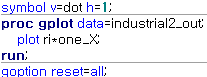 symbol v=dot h=1;
proc gplot data=industrial2_out;
plot ri*one_X;
run;
goption reset=all;